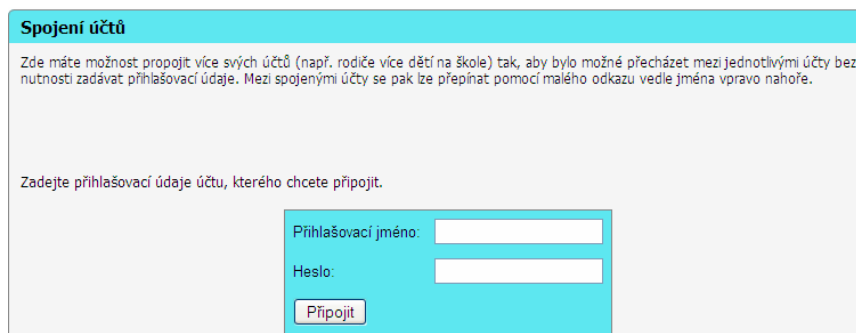 Spojení účtů
Zde máte možnost propojit více svých účtů (např. rodiče více dětí na škole) tak, aby bylo možné přecházet mezi jednotlivými účty bez
nutnosti zadávat přihlašovací údaje. Mezi spojenými účty se pak lze přepínat pomocí malého odkazu vedle jména vpravo nahoře.
Zadejte přihlašovací údaje účtu, kterého chcete připojit.
Přihlašovací jméno:
Heslo:
Připojit